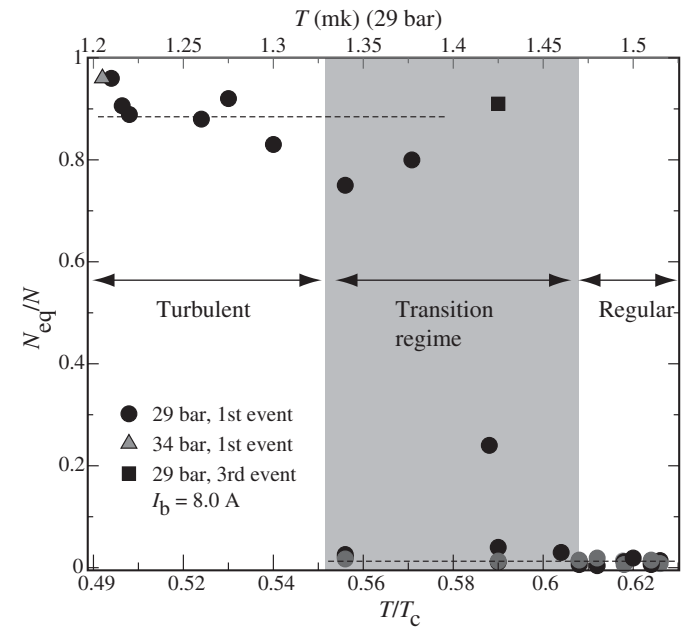 T (mk) (29 bar)
1.2 1.25 1.3 1.35 1.4 1.45 1.5
1
0.8
0.6
0.4
0.2
0
Neq/N
Turbulent
Transition
regime
Regular
29 bar, 1st event
34 bar, 1st event
29 bar, 3rd event
Ib = 8.0 A
0.49 0.52 0.54 0.56 0.58 0.6 0.62
T/Tc